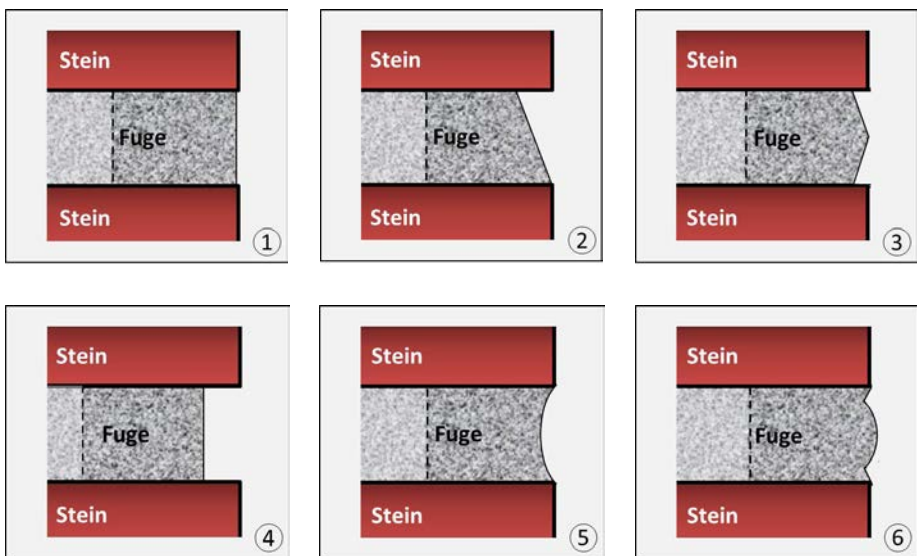 Stein
Fuge
Stein
①
Stein
Fuge
Stein
②
Stein
Fuge
Stein
③
Stein
Fuge
Stein
④
Stein
Fuge
Stein
⑤
Stein
Fuge
Stein
⑥